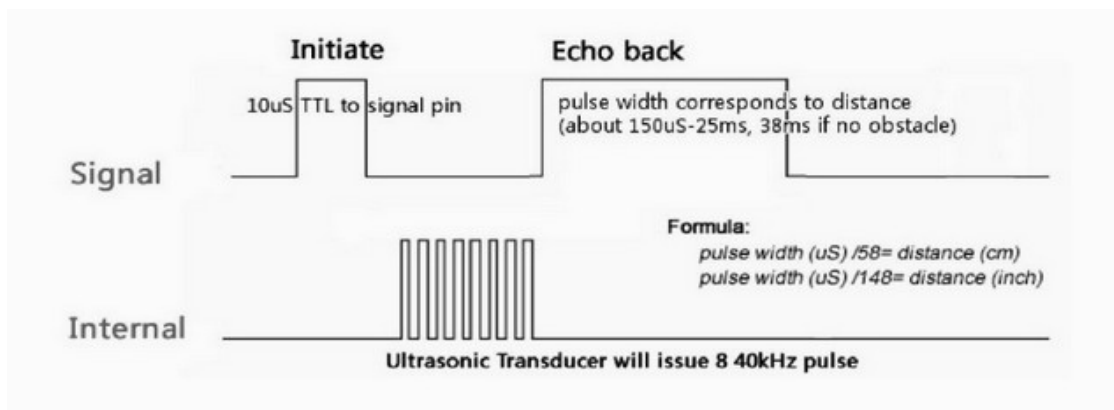 Initiate
Echo back
10uS TTL to signal pin
pulse width corresponds to distance
(about 150uS-25ms, 38ms if no obstacle)
Signal
Formula:
pulse width (uS) /58= distance (cm)
pulse width (uS) /148= distance (inch)
Internal
Ultrasonic Transducer will issue 8 40kHz pulse